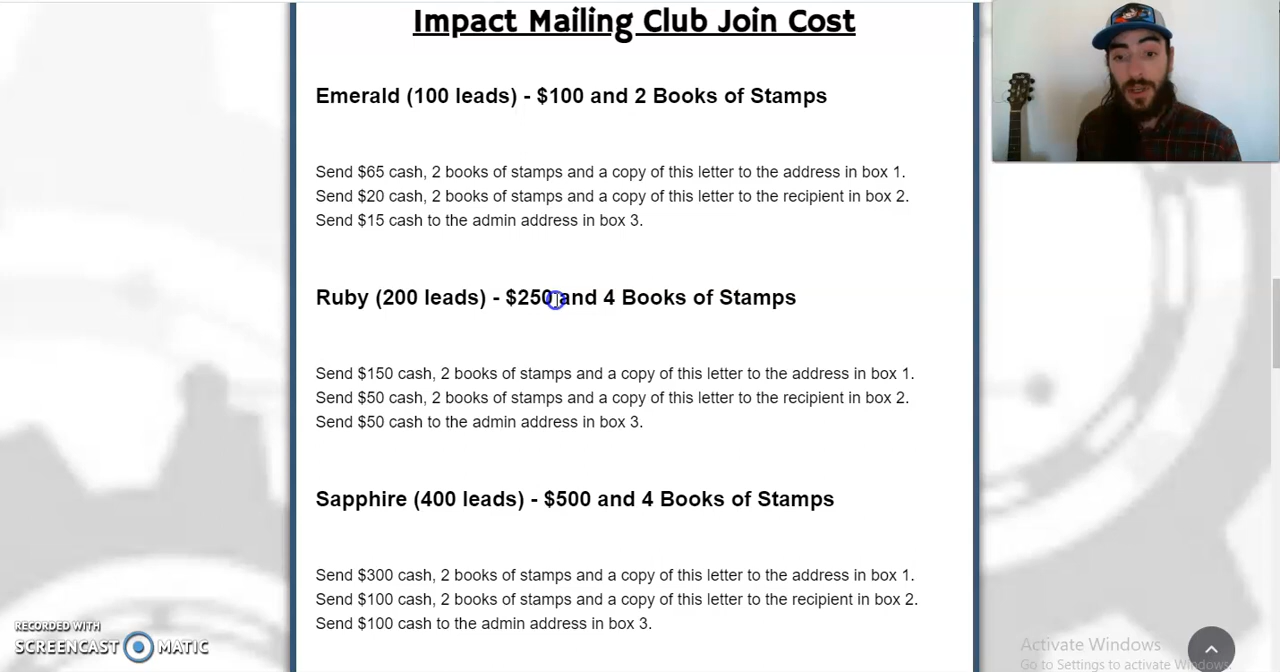 Impact Mailing Club Join Cost
Emerald (100 leads) - $100 and 2 Books of Stamps
Send $65 cash, 2 books of stamps and a copy of this letter to the address in box 1.
Send $20 cash, 2 books of stamps and a copy of this letter to the recipient in box 2.
Send $15 cash to the admin address in box 3.
Ruby (200 leads) - $250 and 4 Books of Stamps
Send $150 cash, 2 books of stamps and a copy of this letter to the address in box 1.
Send $50 cash, 2 books of stamps and a copy of this letter to the recipient in box 2.
Send $50 cash to the admin address in box 3.
Sapphire (400 leads) - $500 and 4 Books of Stamps
Send $300 cash, 2 books of stamps and a copy of this letter to the address in box 1.
Send $100 cash, 2 books of stamps and a copy of this letter to the recipient in box 2.
Send $100 cash to the admin address in box 3.
RECORDED WITH
SCREENCAST MATIC
Activate Windows
Go to Settings to activate Windows